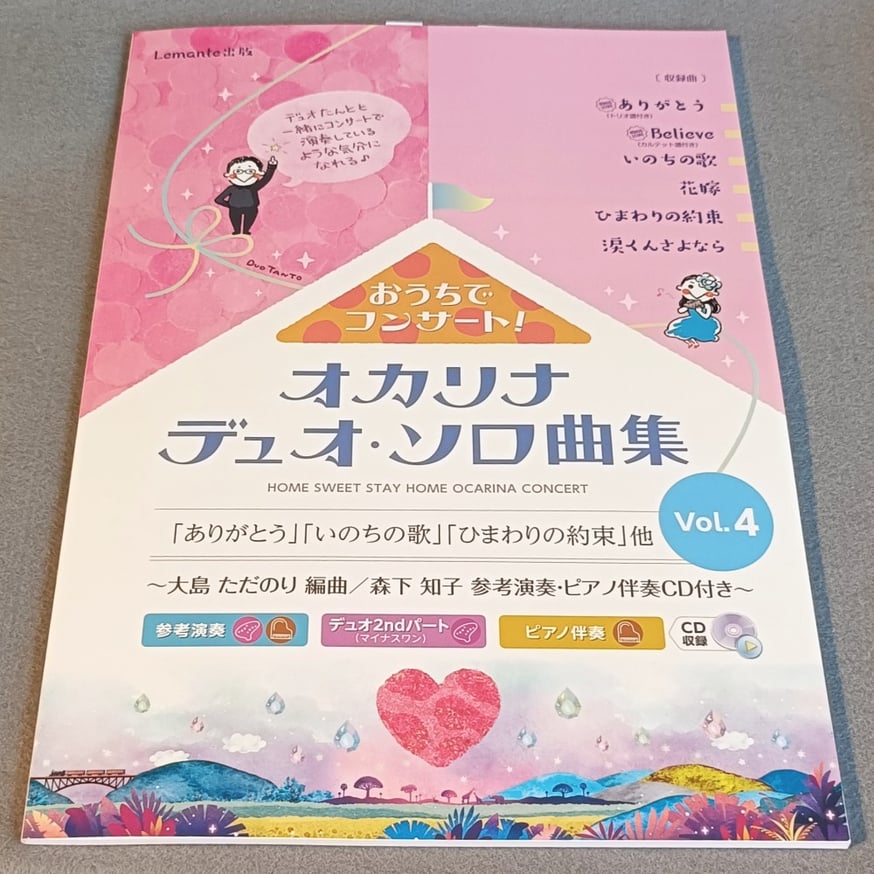 Lemante出版
デュオたんとと
一緒にコンサートで
演奏している
ような気分に
なれる♪
DUO TANTO
〔収録曲〕
ありがとう
(トリオ譜付き)
Believe
(カルテット譜付き)
いのちの歌
花嫁
ひまわりの約束
涙くんさよなら
おうちで
コンサート!
オカリナ
デュオ・ソロ曲集
HOME SWEET STAY HOME OCARINA CONCERT
Vol.4
「ありがとう」「いのちの歌」「ひまわりの約束」他
〜大島 ただのり 編曲/森下 知子 参考演奏・ピアノ伴奏CD付き〜
参考演奏
デュオ2ndパート
(マイナスワン)
ピアノ伴奏
CD
収録